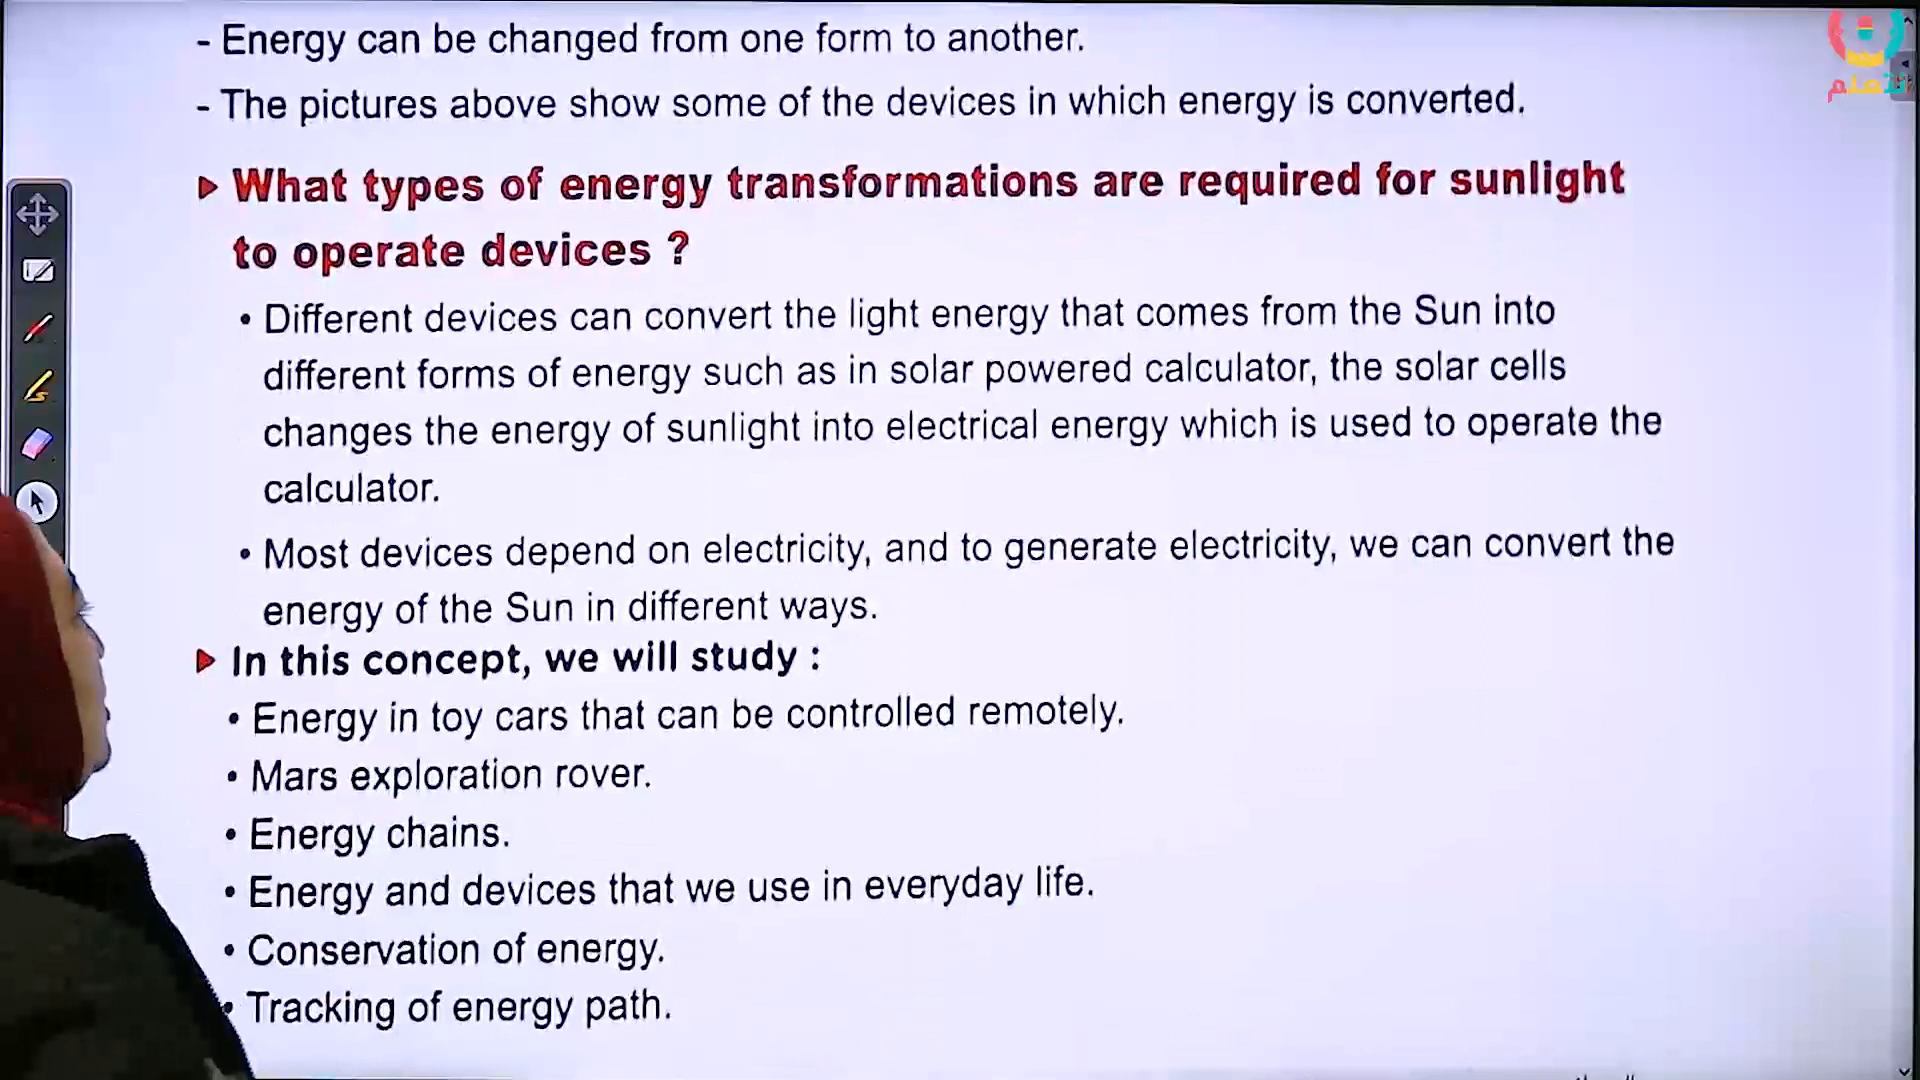 - Energy can be changed from one form to another.
- The pictures above show some of the devices in which energy is converted.
What types of energy transformations are required for sunlight
to operate devices ?
• Different devices can convert the light energy that comes from the Sun into
different forms of energy such as in solar powered calculator, the solar cells
changes the energy of sunlight into electrical energy which is used to operate the
calculator.
• Most devices depend on electricity, and to generate electricity, we can convert the
energy of the Sun in different ways.
In this concept, we will study :
• Energy in toy cars that can be controlled remotely.
• Mars exploration rover.
• Energy chains.
• Energy and devices that we use in everyday life.
• Conservation of energy.
• Tracking of energy path.